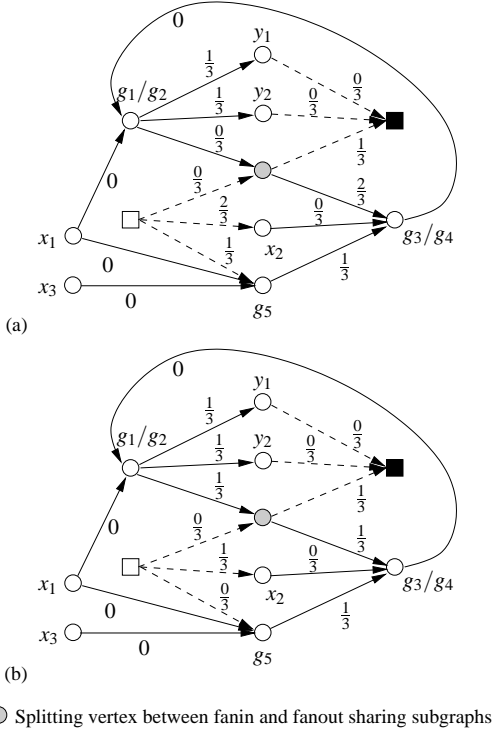 0
y₁
1/3
0/3
g₁/g₂
1/3
y₂
0/3
0/3
1/3
0
0/3
2/3
2/3
0/3
x₁
1/3
x₂
g₃/g₄
0
1/3
x₃
0
g₅
(a)
0
y₁
1/3
0/3
g₁/g₂
1/3
y₂
0/3
1/3
1/3
0
0/3
1/3
1/3
0/3
x₁
0/3
x₂
g₃/g₄
0
1/3
x₃
0
g₅
(b)
Splitting vertex between fanin and fanout sharing subgraphs